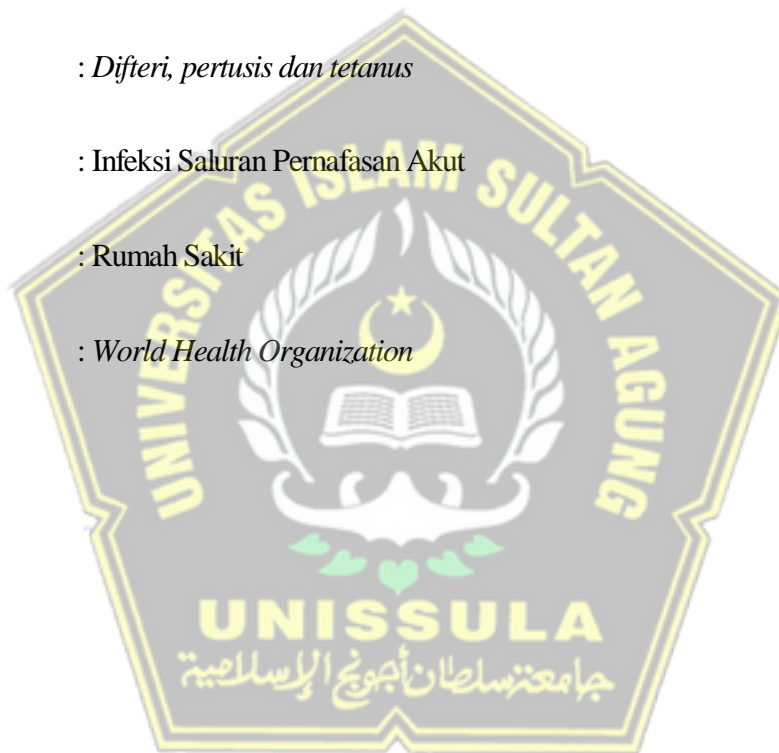 : Difteri, pertusis dan tetanus
: Infeksi Saluran Pernafasan Akut
: Rumah Sakit
: World Health Organization
UNIVERSITAS ISLAM SULTAN AGUNG
UNISSULA
جامعة سلطان أجونج الإسلامية